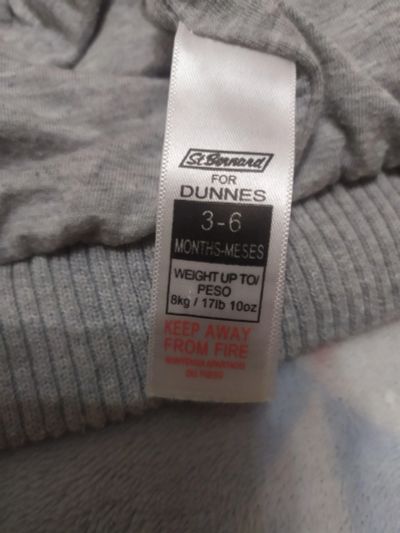 St Bernard
FOR
DUNNES
3-6
MONTHS-MESES
WEIGHT UP TO/
PESO
8kg / 17lb 10oz
KEEP AWAY
FROM FIRE